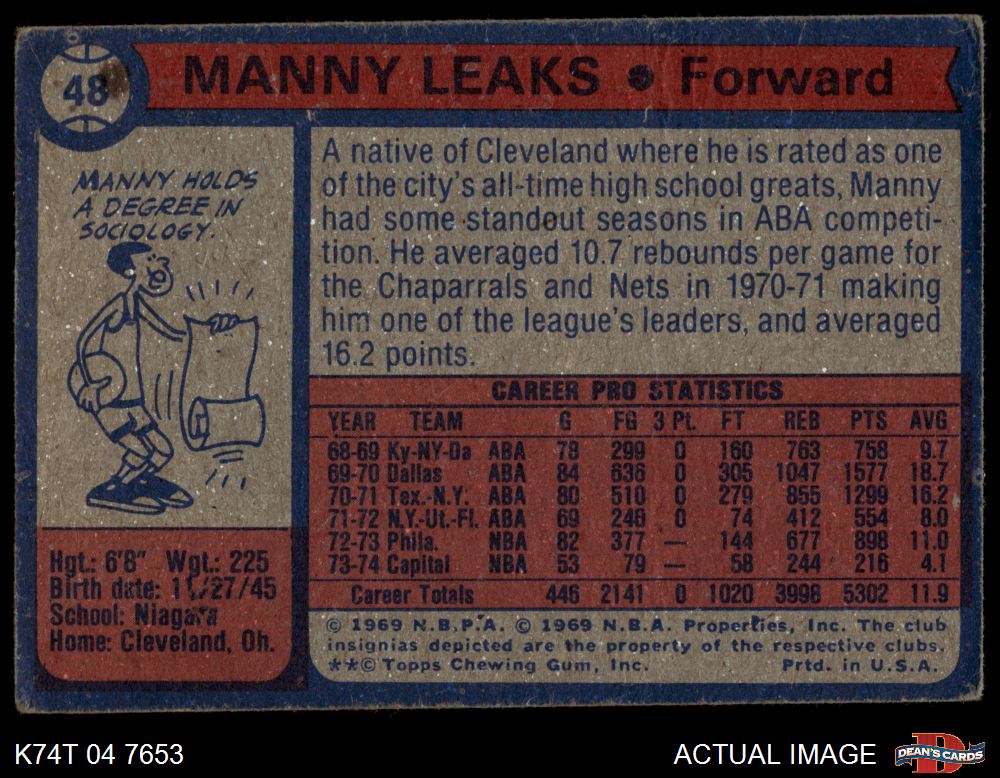 48
MANNY LEAKS • Forward
MANNY HOLDS
A DEGREE IN
SOCIOLOGY.
A native of Cleveland where he is rated as one
of the city's all-time high school greats, Manny
had some standout seasons in ABA competi-
tion. He averaged 10.7 rebounds per game for
the Chaparrals and Nets in 1970-71 making
him one of the league's leaders, and averaged
16.2 points.
CAREER PRO STATISTICS
YEAR TEAM G FG 3 Pt. FT REB PTS AVG
68-69 Ky-NY-Da ABA 78 299 0 160 763 758 9.7
69-70 Dallas ABA 84 636 0 305 1047 1577 18.7
70-71 Tex.-N.Y. ABA 80 510 0 279 855 1299 16.2
71-72 N.Y.-Ut.-Fl. ABA 69 240 0 74 412 554 8.0
72-73 Phila. NBA 82 377 — 144 677 898 11.0
73-74 Capital NBA 53 79 — 58 244 216 4.1
Career Totals 446 2141 0 1020 3998 5302 11.9
Hgt.: 6'8" Wgt.: 225
Birth date: 11/27/45
School: Niagara
Home: Cleveland, Oh.
© 1969 N.B.P.A. © 1969 N.B.A. Properties, Inc. The club
insignias depicted are the property of the respective clubs.
**© Topps Chewing Gum, Inc. Prtd. in U.S.A.
K74T 04 7653
ACTUAL IMAGE
DEAN'S CARDS